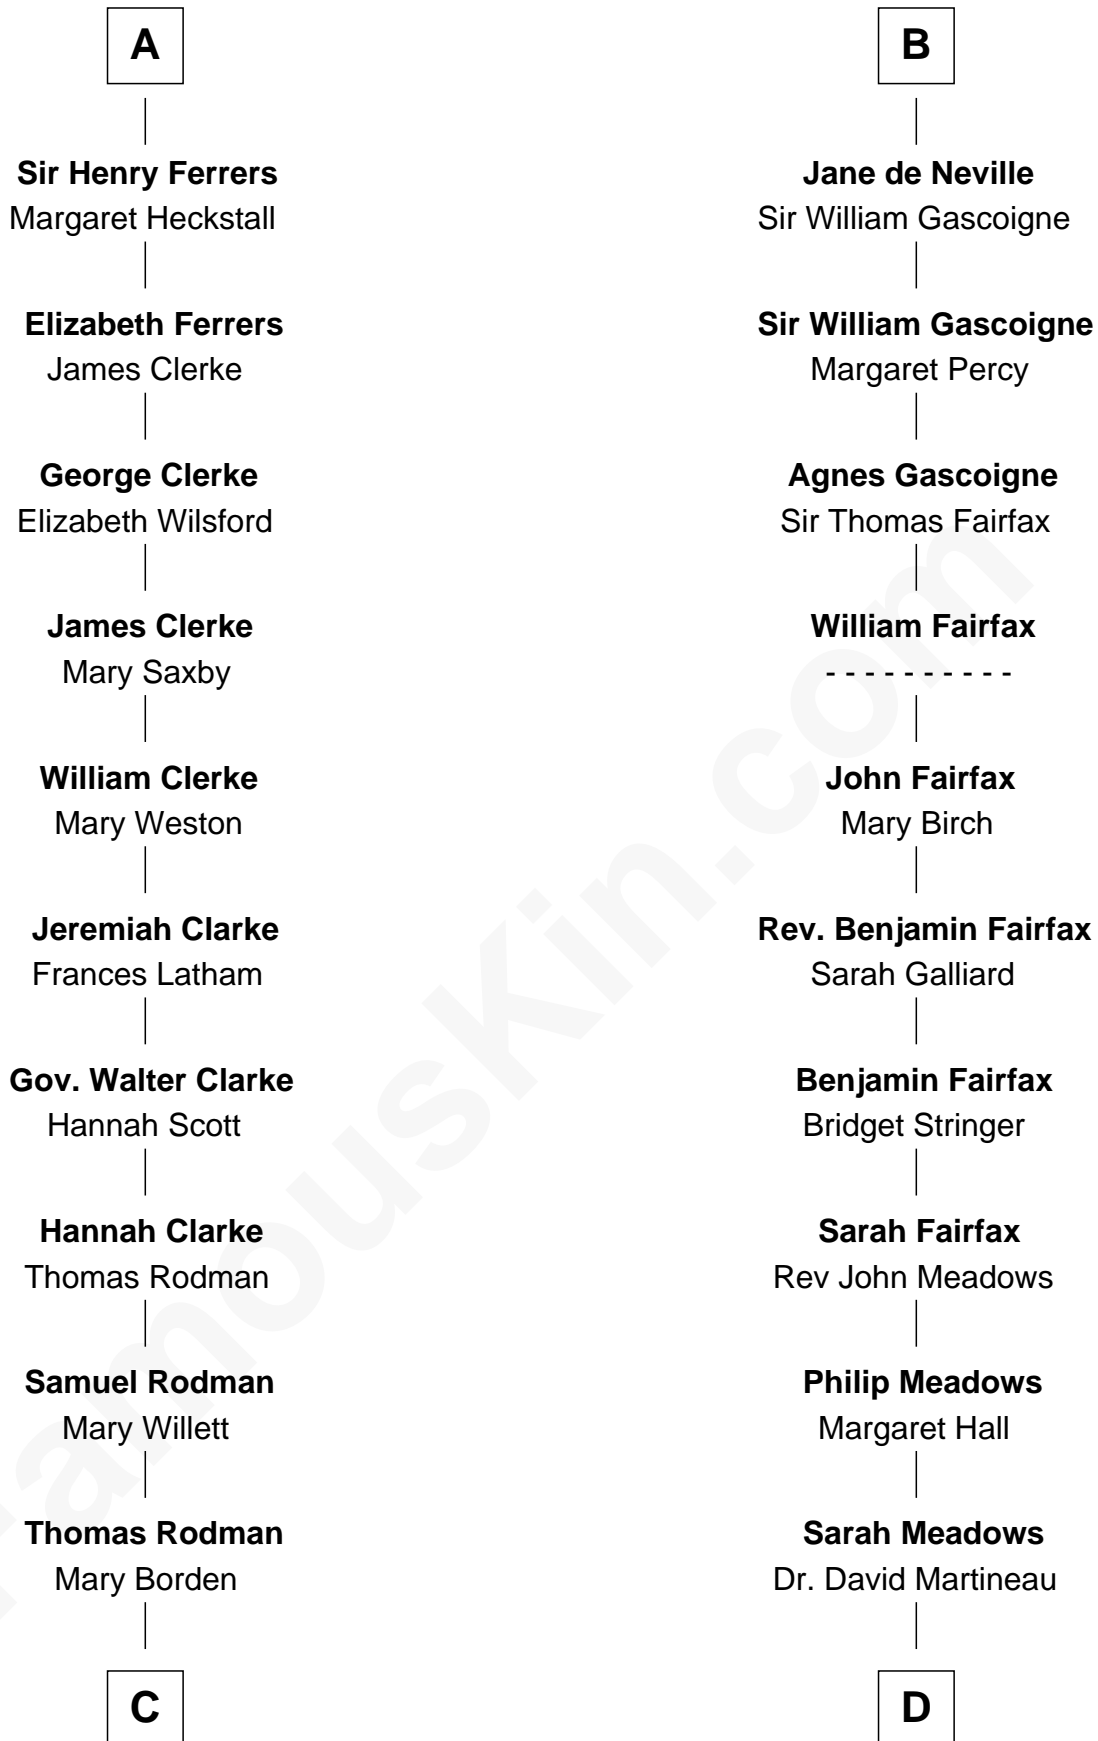 A
Sir Henry Ferrers
Margaret Heckstall
Elizabeth Ferrers
James Clerke
George Clerke
Elizabeth Wilsford
James Clerke
Mary Saxby
William Clerke
Mary Weston
Jeremiah Clarke
Frances Latham
Gov. Walter Clarke
Hannah Scott
Hannah Clarke
Thomas Rodman
Samuel Rodman
Mary Willett
Thomas Rodman
Mary Borden
C
B
Jane de Neville
Sir William Gascoigne
Sir William Gascoigne
Margaret Percy
Agnes Gascoigne
Sir Thomas Fairfax
William Fairfax
- - - - - - - - - -
John Fairfax
Mary Birch
Rev. Benjamin Fairfax
Sarah Galliard
Benjamin Fairfax
Bridget Stringer
Sarah Fairfax
Rev John Meadows
Philip Meadows
Margaret Hall
Sarah Meadows
Dr. David Martineau
D
FamousKin.com